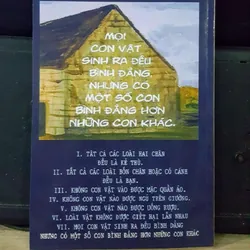 MỌI
CON VẬT
SINH RA ĐỀU
BÌNH ĐẲNG,
NHƯNG CÓ
MỘT SỐ CON
BÌNH ĐẲNG HƠN
NHỮNG CON KHÁC.
I. TẤT CẢ CÁC LOÀI HAI CHÂN
ĐỀU LÀ KẺ THÙ.
II. TẤT CẢ CÁC LOÀI BỐN CHÂN HOẶC CÓ CÁNH
ĐỀU LÀ BẠN.
III. KHÔNG CON VẬT NÀO ĐƯỢC MẶC QUẦN ÁO.
IV. KHÔNG CON VẬT NÀO ĐƯỢC NGỦ TRÊN GIƯỜNG.
V. KHÔNG CON VẬT NÀO ĐƯỢC UỐNG RƯỢU.
VI. LOÀI VẬT KHÔNG ĐƯỢC GIẾT HẠI LẪN NHAU
VII. MỌI CON VẬT SINH RA ĐỀU BÌNH ĐẲNG
NHƯNG CÓ MỘT SỐ CON BÌNH ĐẲNG HƠN NHỮNG CON KHÁC